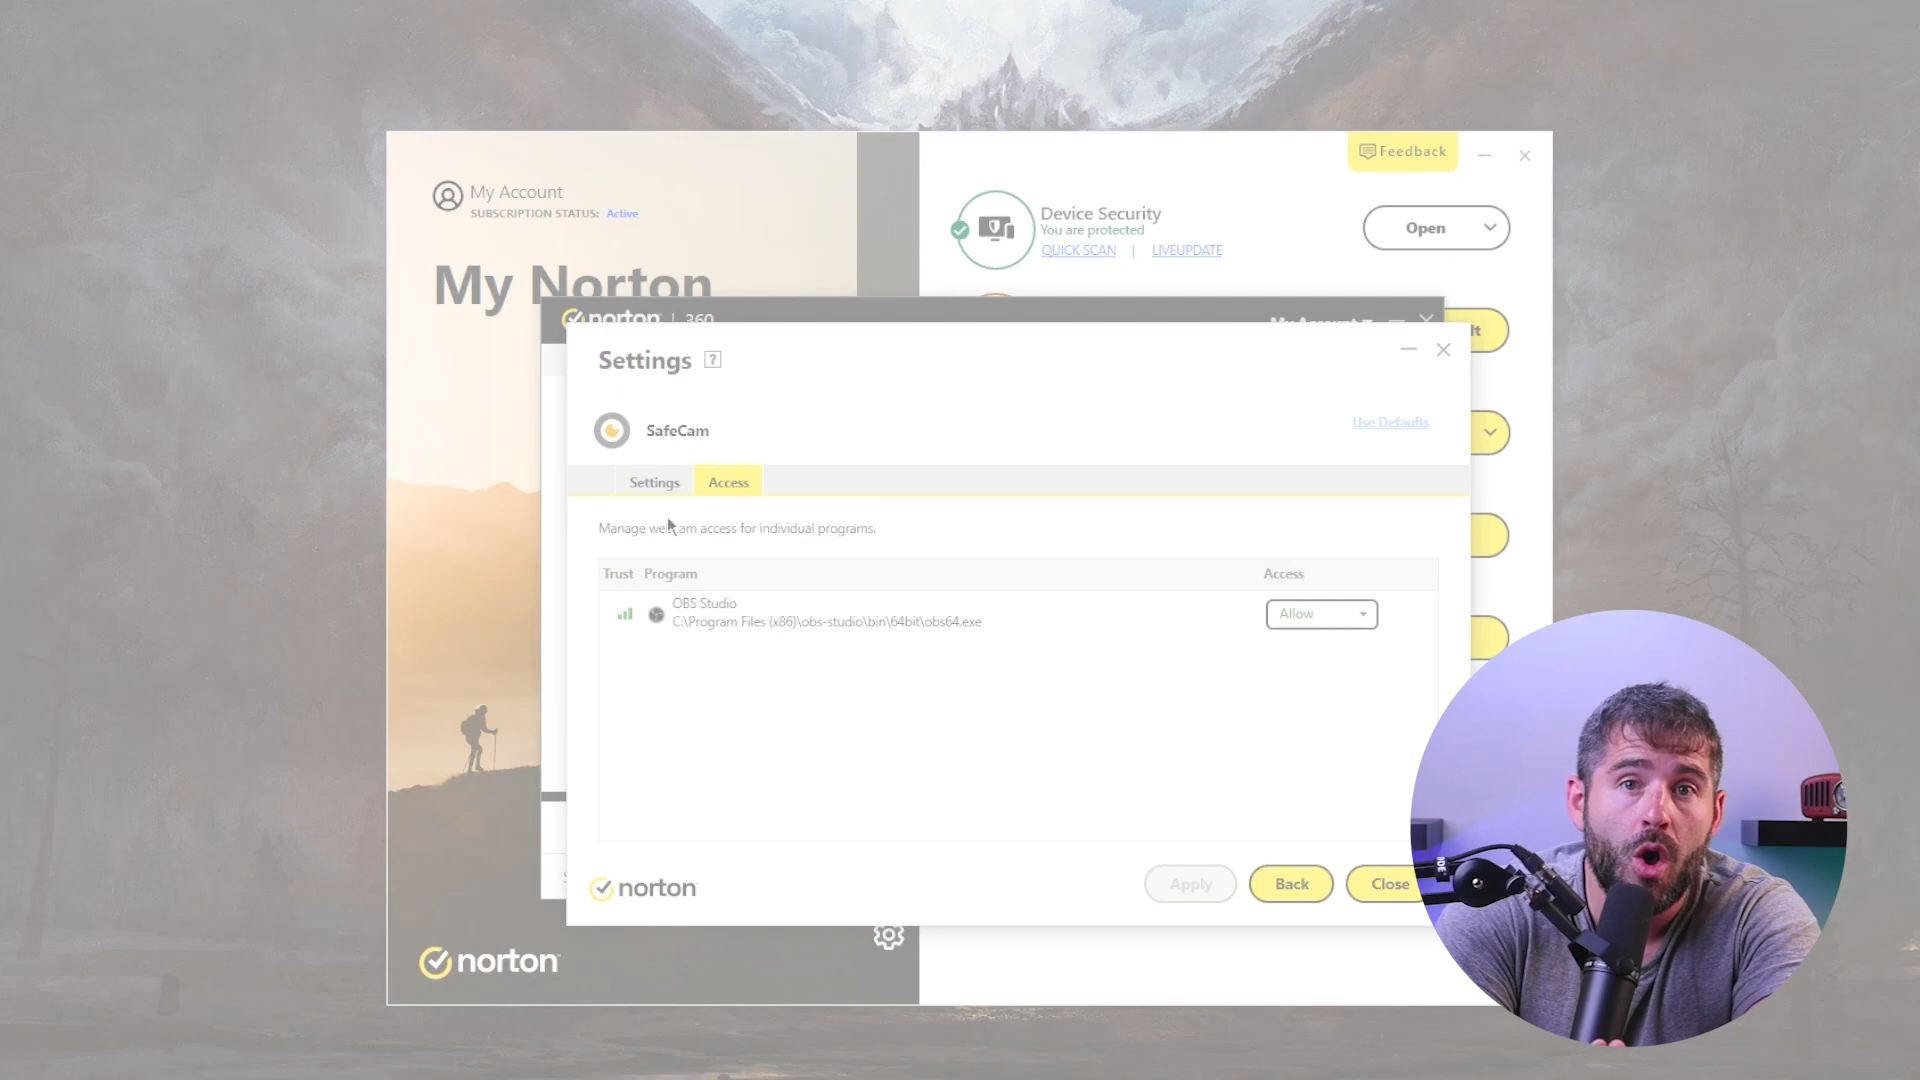 Feedback
My Account
SUBSCRIPTION STATUS: Active
My Norton
Device Security
You are protected
QUICK SCAN | LIVEUPDATE
Open
norton | 360
My Account
Settings ?
SafeCam
Use Defaults
Settings
Access
Manage webcam access for individual programs.
Trust Program Access
OBS Studio
C:\Program Files (x86)\obs-studio\bin\64bit\obs64.exe
Allow
norton
Apply
Back
Close
norton